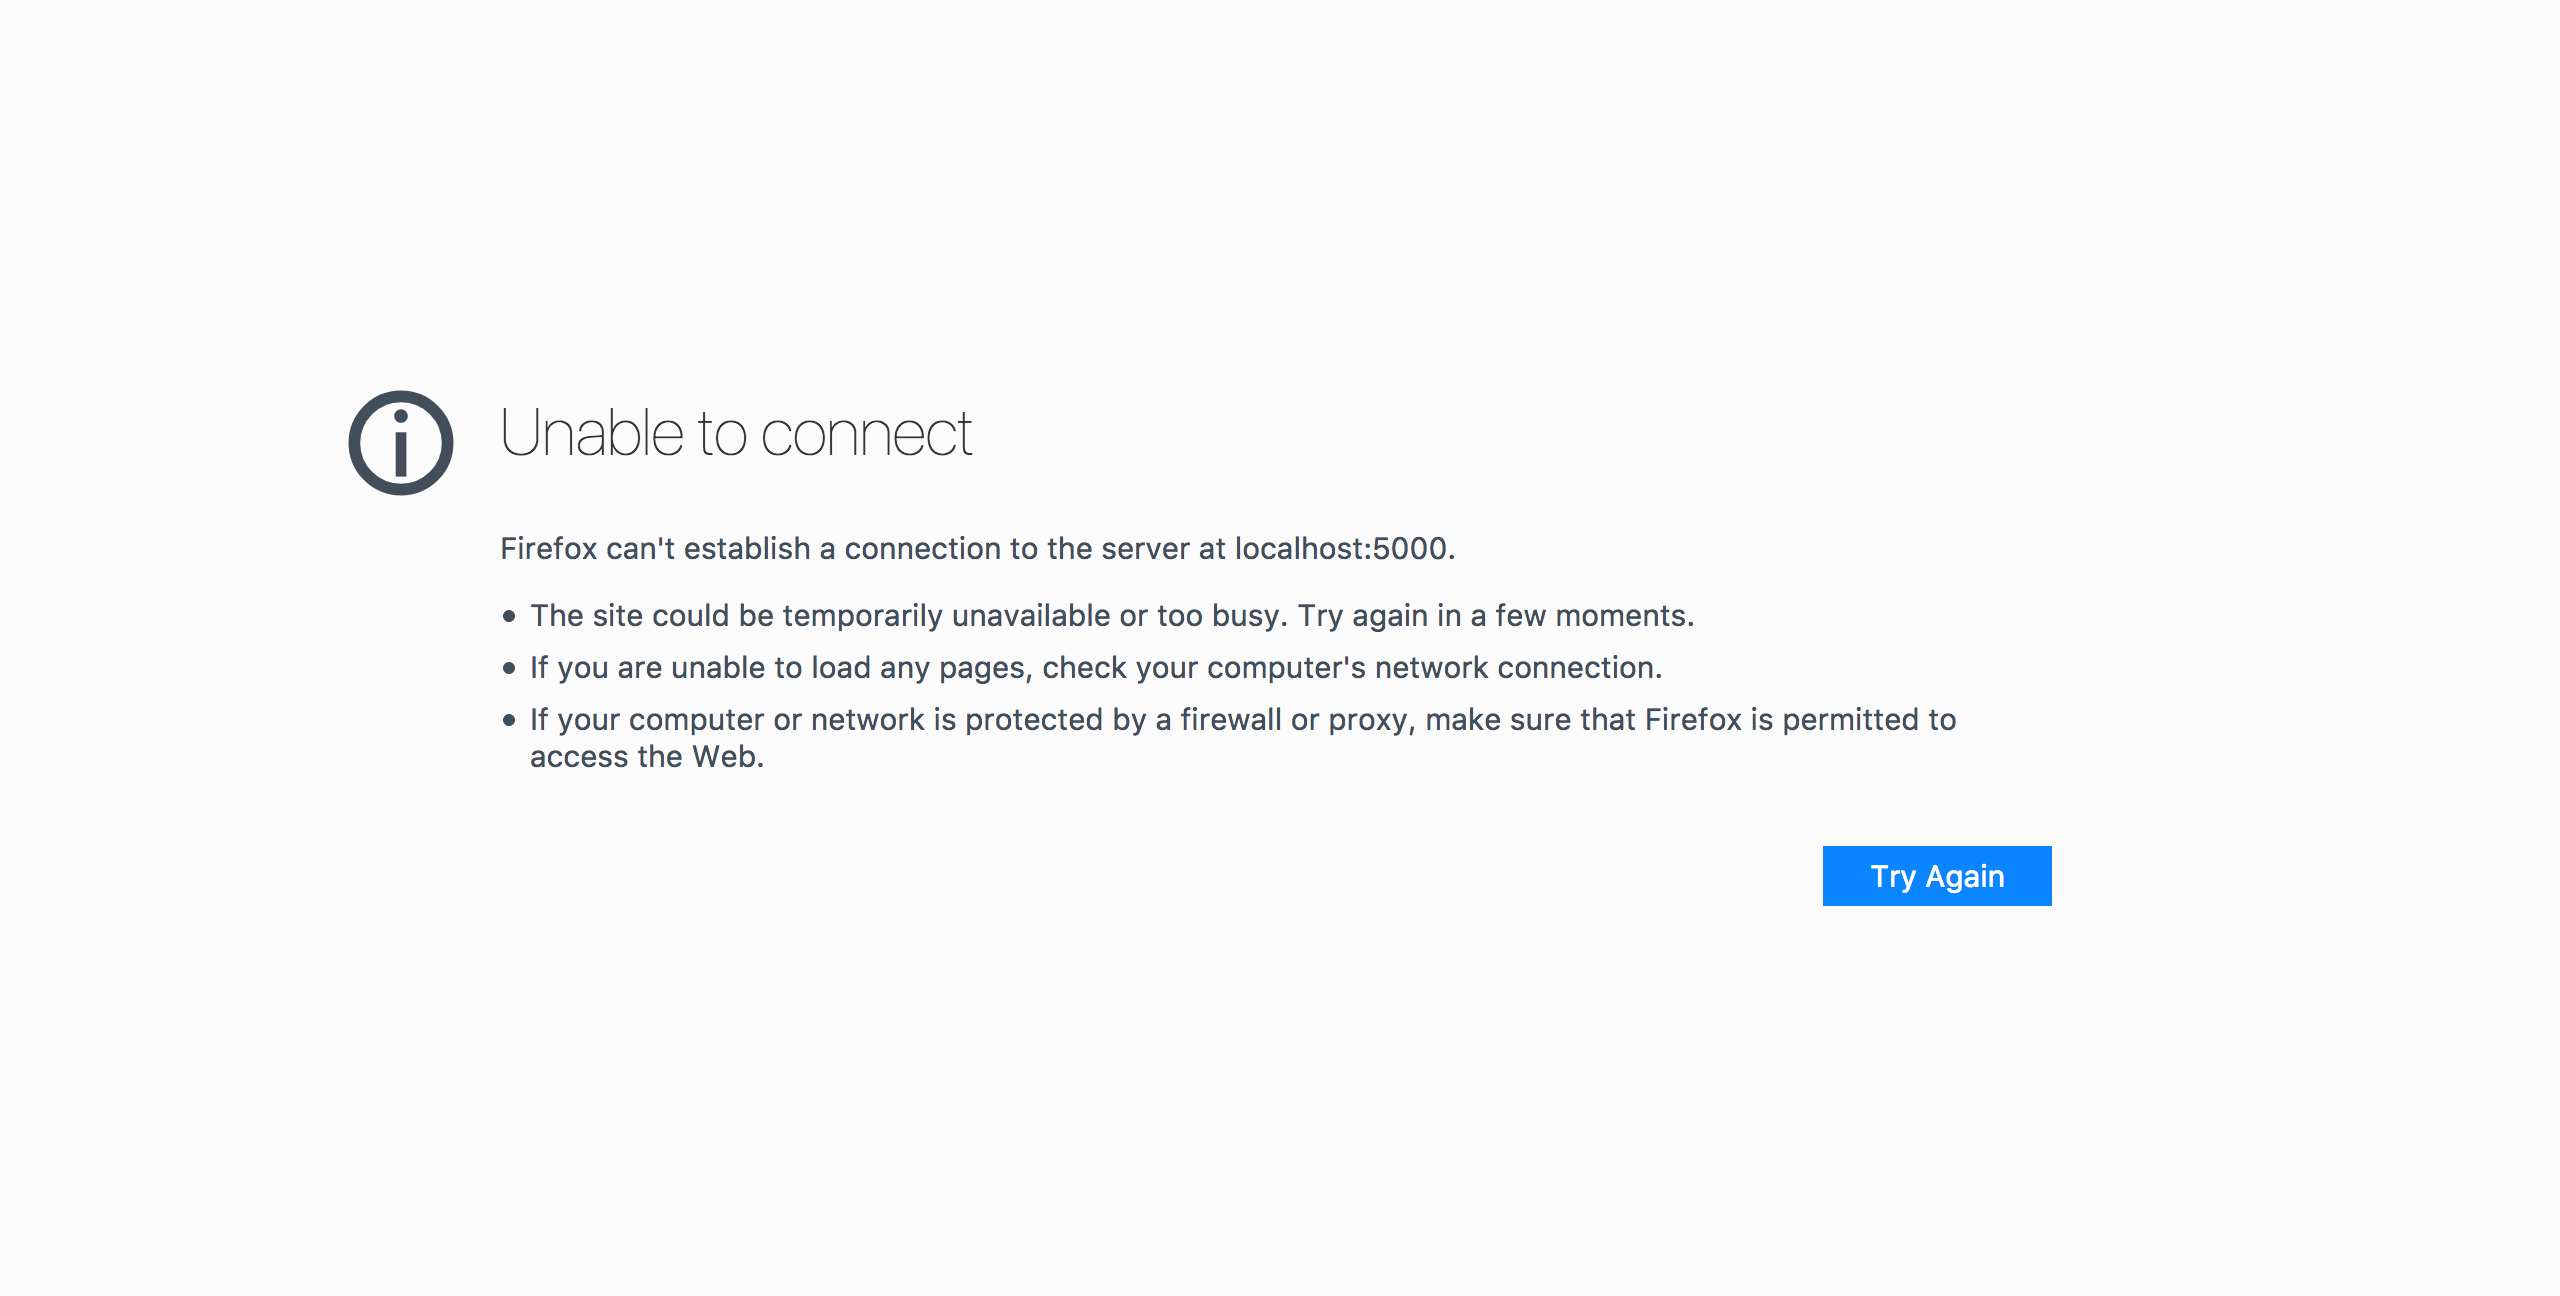 Unable to connect
Firefox can't establish a connection to the server at localhost:5000.
• The site could be temporarily unavailable or too busy. Try again in a few moments.
• If you are unable to load any pages, check your computer's network connection.
• If your computer or network is protected by a firewall or proxy, make sure that Firefox is permitted to
access the Web.
Try Again